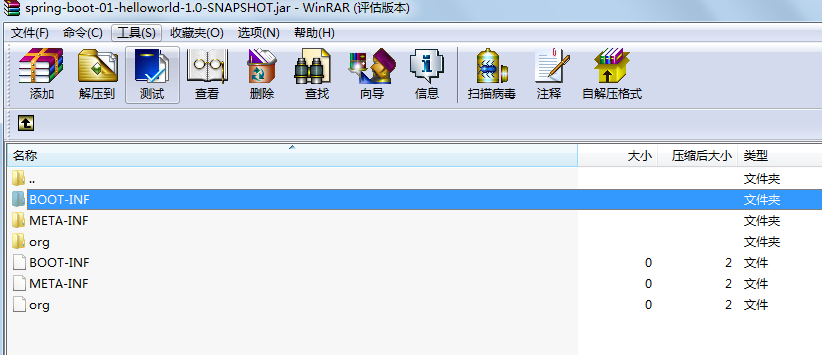 spring-boot-01-helloworld-1.0-SNAPSHOT.jar - WinRAR (评估版本)
文件(F) 命令(C) 工具(S) 收藏夹(O) 选项(N) 帮助(H)
添加 解压到 测试 查看 删除 查找 向导 信息 扫描病毒 注释 自解压格式
名称 大小 压缩后大小 类型
.. 文件夹
BOOT-INF 文件夹
META-INF 文件夹
org 文件夹
BOOT-INF 0 2 文件
META-INF 0 2 文件
org 0 2 文件